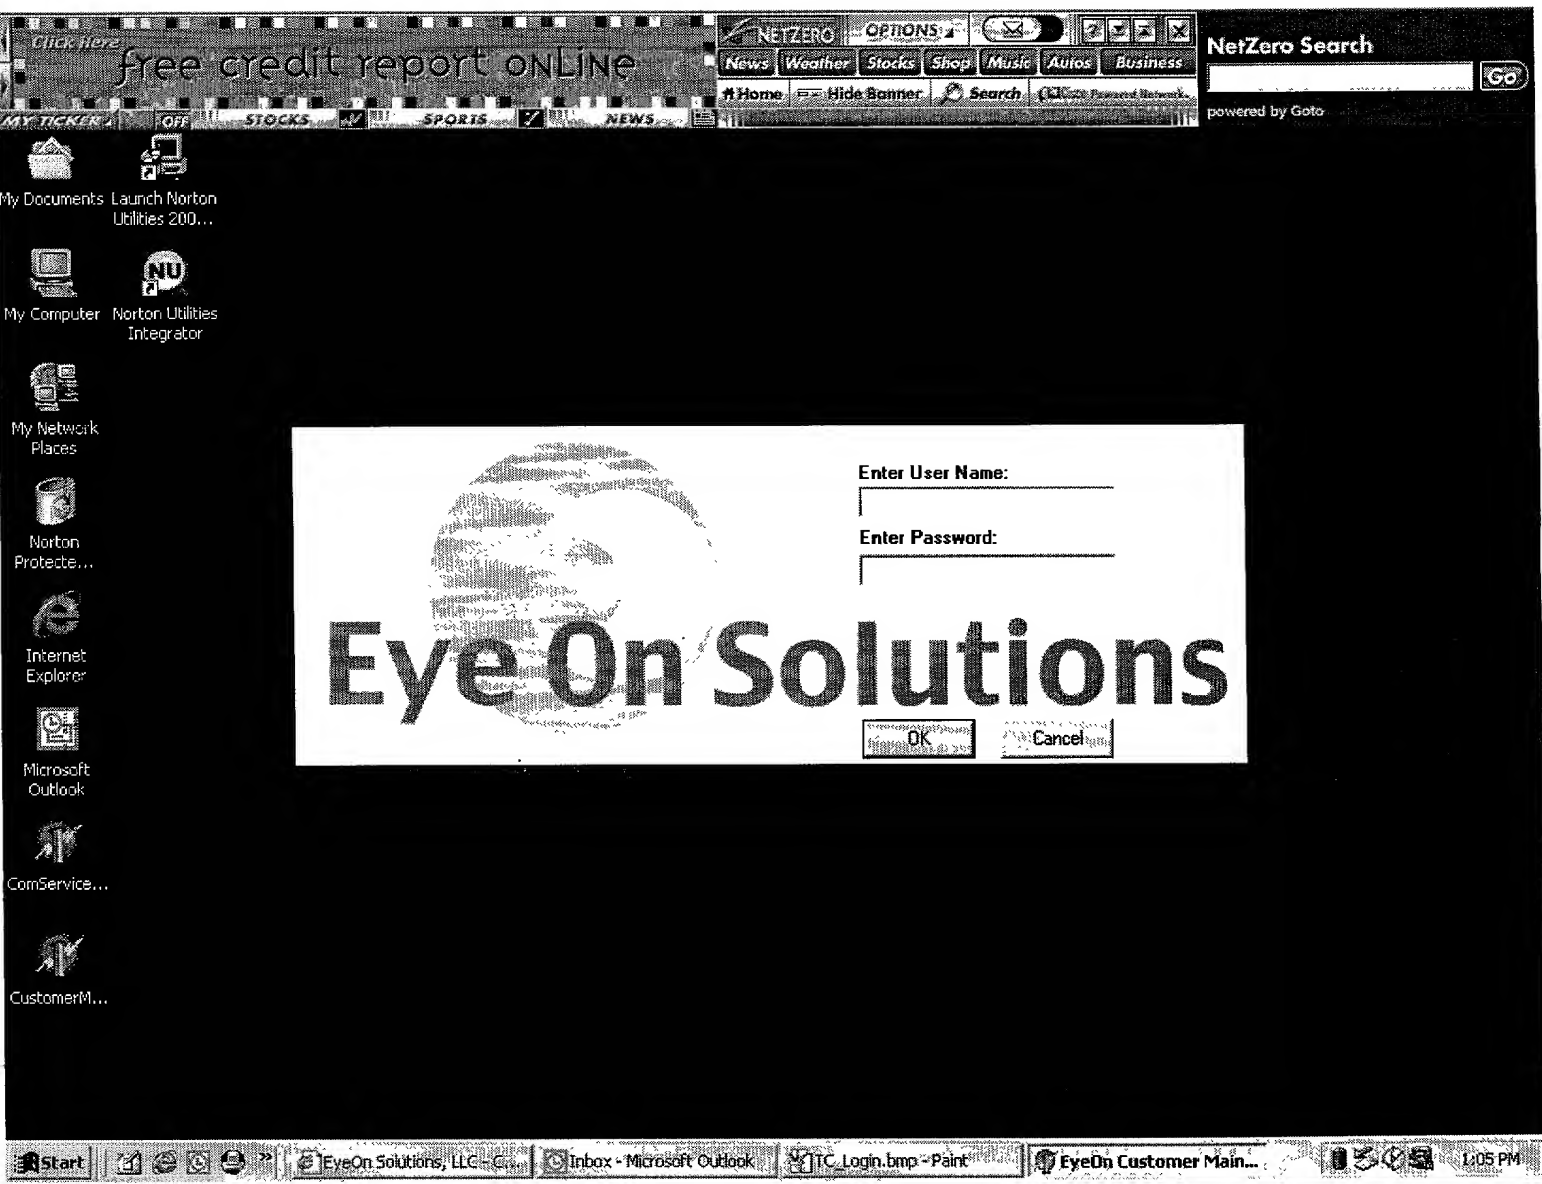 Click Here
free credit report onLiNe
NETZERO OPTIONS
News Weather Stocks Shop Music Autos Business
Home Hide Banner Search
NetZero Search
Go
powered by Goto
MY TICKER OFF STOCKS SPORTS NEWS
My Documents
Launch Norton
Utilities 200...
My Computer
NU
Norton Utilities
Integrator
My Network
Places
Norton
Protecte...
Internet
Explorer
Microsoft
Outlook
ComService...
CustomerM...
Enter User Name:
Enter Password:
Eye On Solutions
OK Cancel
Start
EyeOn Solutions, LLC - C...
Inbox - Microsoft Outlook
TC_Login.bmp - Paint
EyeOn Customer Main...
1:05 PM